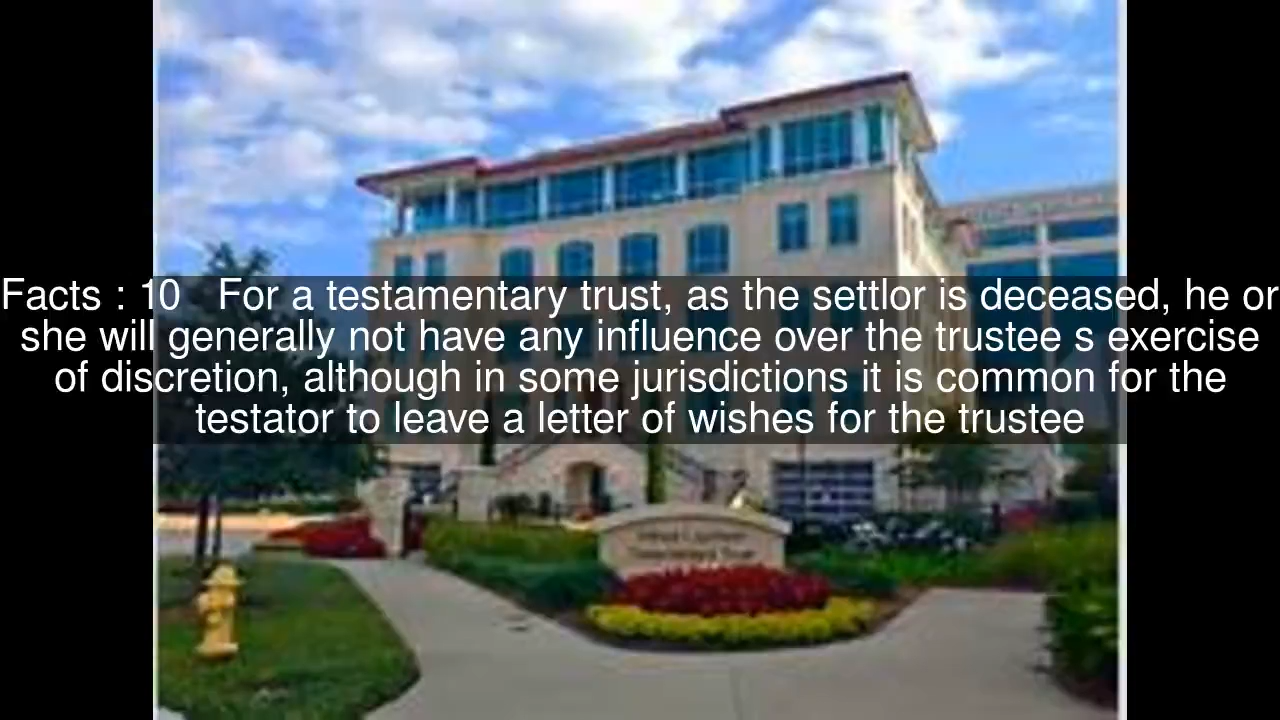 Facts : 10 For a testamentary trust, as the settlor is deceased, he or
she will generally not have any influence over the trustee s exercise
of discretion, although in some jurisdictions it is common for the
testator to leave a letter of wishes for the trustee